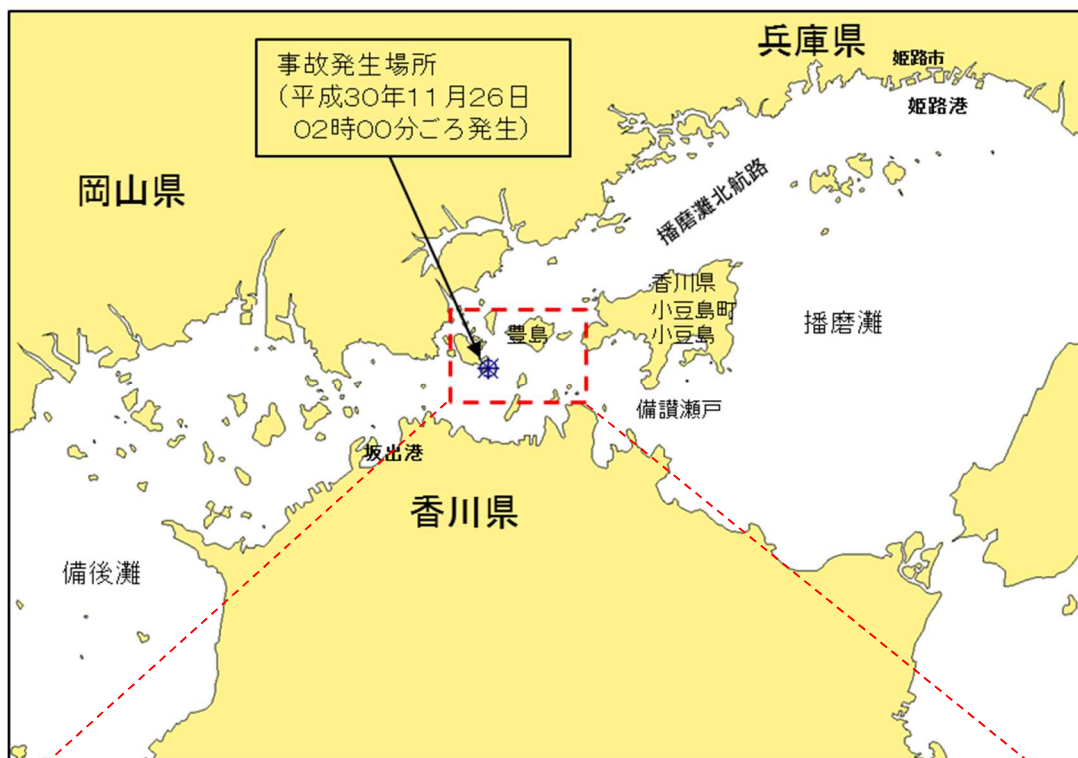 兵庫県
姫路市
姫路港
事故発生場所
(平成30年11月26日
02時00分ごろ発生)
岡山県
播磨灘北航路
香川県
小豆島町
小豆島
豊島
播磨灘
備讃瀬戸
坂出港
香川県
備後灘